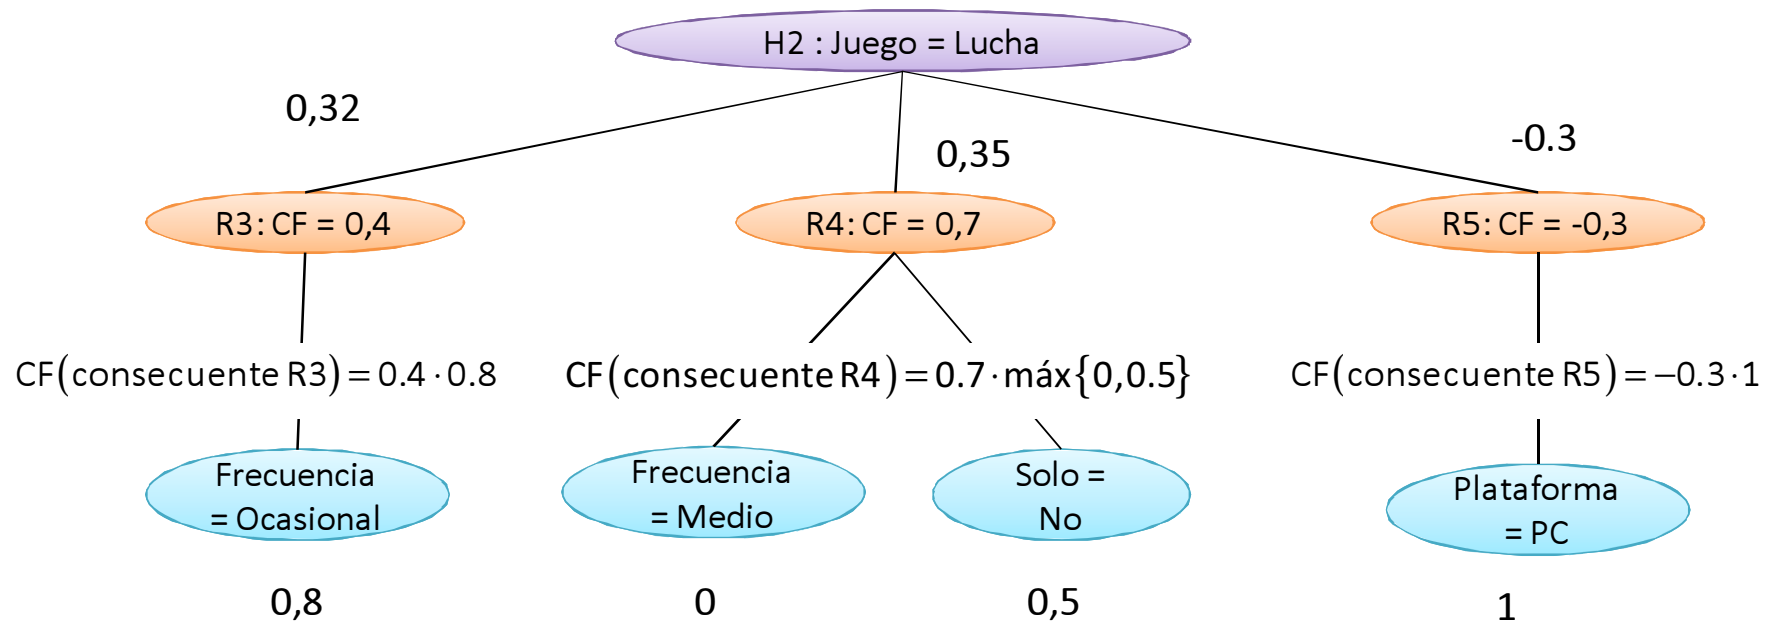 H2 : Juego = Lucha
0,32
0,35
-0.3
R3: CF = 0,4
R4: CF = 0,7
R5: CF = -0,3
CF(consecuente R3) = 0.4 · 0.8
CF(consecuente R4) = 0.7 · máx{0,0.5}
CF(consecuente R5) = −0.3 · 1
Frecuencia
= Ocasional
Frecuencia
= Medio
Solo =
No
Plataforma
= PC
0,8
0
0,5
1